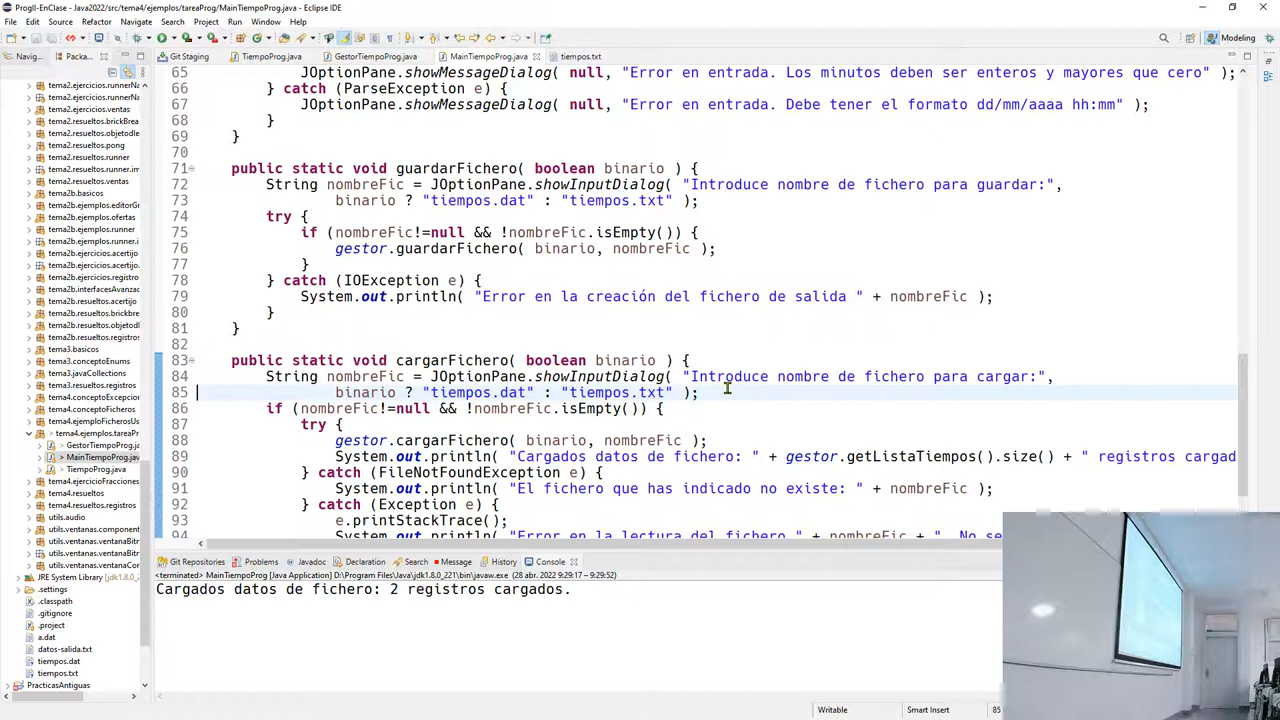 ProgII-EnClase - Java2022/src/tema4/ejemplos/tareaProg/MainTiempoProg.java - Eclipse IDE
File Edit Source Refactor Navigate Search Project Run Window Help
Modeling
Navig... Packa...
Git Staging TiempoProg.java GestorTiempoProg.java MainTiempoProg.java tiempos.txt
tema2.ejercicios.runnerNa
tema2.ejercicios.ventas
tema2.resueltos.brickBrea
tema2.resueltos.objetodle
tema2.resueltos.pong
tema2.resueltos.runner
tema2.resueltos.runner.im
tema2.resueltos.ventas
tema2b.basicos
tema2b.ejemplos.editorGr
tema2b.ejemplos.ofertas
tema2b.ejemplos.runner
tema2b.ejemplos.runner.i
tema2b.ejercicios.acertijo
tema2b.ejercicios.registro
tema2b.interfacesAvanzad
tema2b.resueltos.acertijo
tema2b.resueltos.brickbre
tema2b.resueltos.objetod
tema3.basicos
tema3.conceptoEnums
tema3.javaCollections
tema3.resueltos.registros
tema4.conceptoExcepcion
tema4.conceptoFicheros
tema4.ejemploFicherosUs
tema4.ejemplos.tareaPr
GestorTiempoProg.ja
MainTiempoProg.java
TiempoProg.java
tema4.ejercicioFracciones
tema4.resueltos
tema4.resueltos.registros
utils.audio
utils.ventanas.component
utils.ventanas.ventanaBitr
utils.ventanas.ventanaCo
JRE System Library [jdk1.8.0_2
.settings
.classpath
.gitignore
.project
a.dat
datos-salida.txt
tiempos.dat
tiempos.txt
PracticasAntiguas
65 JOptionPane.showMessageDialog( null, "Error en entrada. Los minutos deben ser enteros y mayores que cero" );
66 } catch (ParseException e) {
67 JOptionPane.showMessageDialog( null, "Error en entrada. Debe tener el formato dd/mm/aaaa hh:mm" );
68 }
69 }
70
71 public static void guardarFichero( boolean binario ) {
72 String nombreFic = JOptionPane.showInputDialog( "Introduce nombre de fichero para guardar:",
73 binario ? "tiempos.dat" : "tiempos.txt" );
74 try {
75 if (nombreFic!=null && !nombreFic.isEmpty()) {
76 gestor.guardarFichero( binario, nombreFic );
77 }
78 } catch (IOException e) {
79 System.out.println( "Error en la creación del fichero de salida " + nombreFic );
80 }
81 }
82
83 public static void cargarFichero( boolean binario ) {
84 String nombreFic = JOptionPane.showInputDialog( "Introduce nombre de fichero para cargar:",
85 binario ? "tiempos.dat" : "tiempos.txt" );
86 if (nombreFic!=null && !nombreFic.isEmpty()) {
87 try {
88 gestor.cargarFichero( binario, nombreFic );
89 System.out.println( "Cargados datos de fichero: " + gestor.getListaTiempos().size() + " registros cargad
90 } catch (FileNotFoundException e) {
91 System.out.println( "El fichero que has indicado no existe: " + nombreFic );
92 } catch (Exception e) {
93 e.printStackTrace();
94 System.out.println( "Error en la lectura del fichero " + nombreFic + ". No se
Git Repositories Problems Javadoc Declaration Search Message History Console
<terminated> MainTiempoProg [Java Application] D:\Program Files\Java\jdk1.8.0_221\bin\javaw.exe (28 abr. 2022 9:29:17 – 9:29:52)
Cargados datos de fichero: 2 registros cargados.
Writable Smart Insert 85